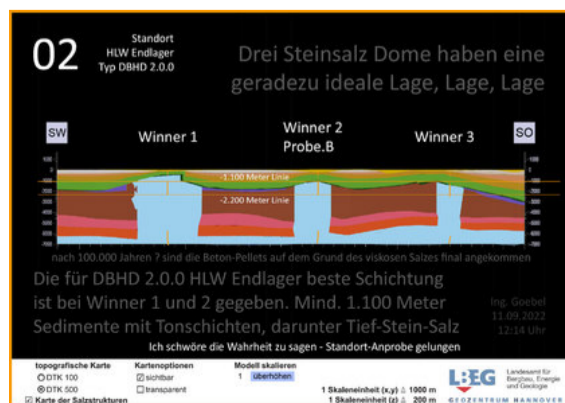 02
Standort
HLW Endlager
Typ DBHD 2.0.0
Drei Steinsalz Dome haben eine
geradezu ideale Lage, Lage, Lage
SW
Winner 1
Winner 2
Probe.B
Winner 3
SO
-1.100 Meter Linie
-2.200 Meter Linie
nach 100.000 Jahren ? sind die Beton-Pellets auf dem Grund des viskosen Salzes final angekommen
Die für DBHD 2.0.0 HLW Endlager beste Schichtung
ist bei Winner 1 und 2 gegeben. Mind. 1.100 Meter
Sedimente mit Tonschichten, darunter Tief-Stein-Salz
Ing. Goebel
11.09.2022
12:14 Uhr
Ich schwöre die Wahrheit zu sagen - Standort-Anprobe gelungen
topografische Karte
DTK 100
DTK 500
Karte der Salzstrukturen
Kartenoptionen
sichtbar
transparent
Modell skalieren
1 überhöhen
1 Skaleneinheit (x,y) ≙ 1000 m
1 Skaleneinheit (z) ≙ 200 m
LBEG
Landesamt für
Bergbau, Energie
und Geologie
GEOZENTRUM HANNOVER